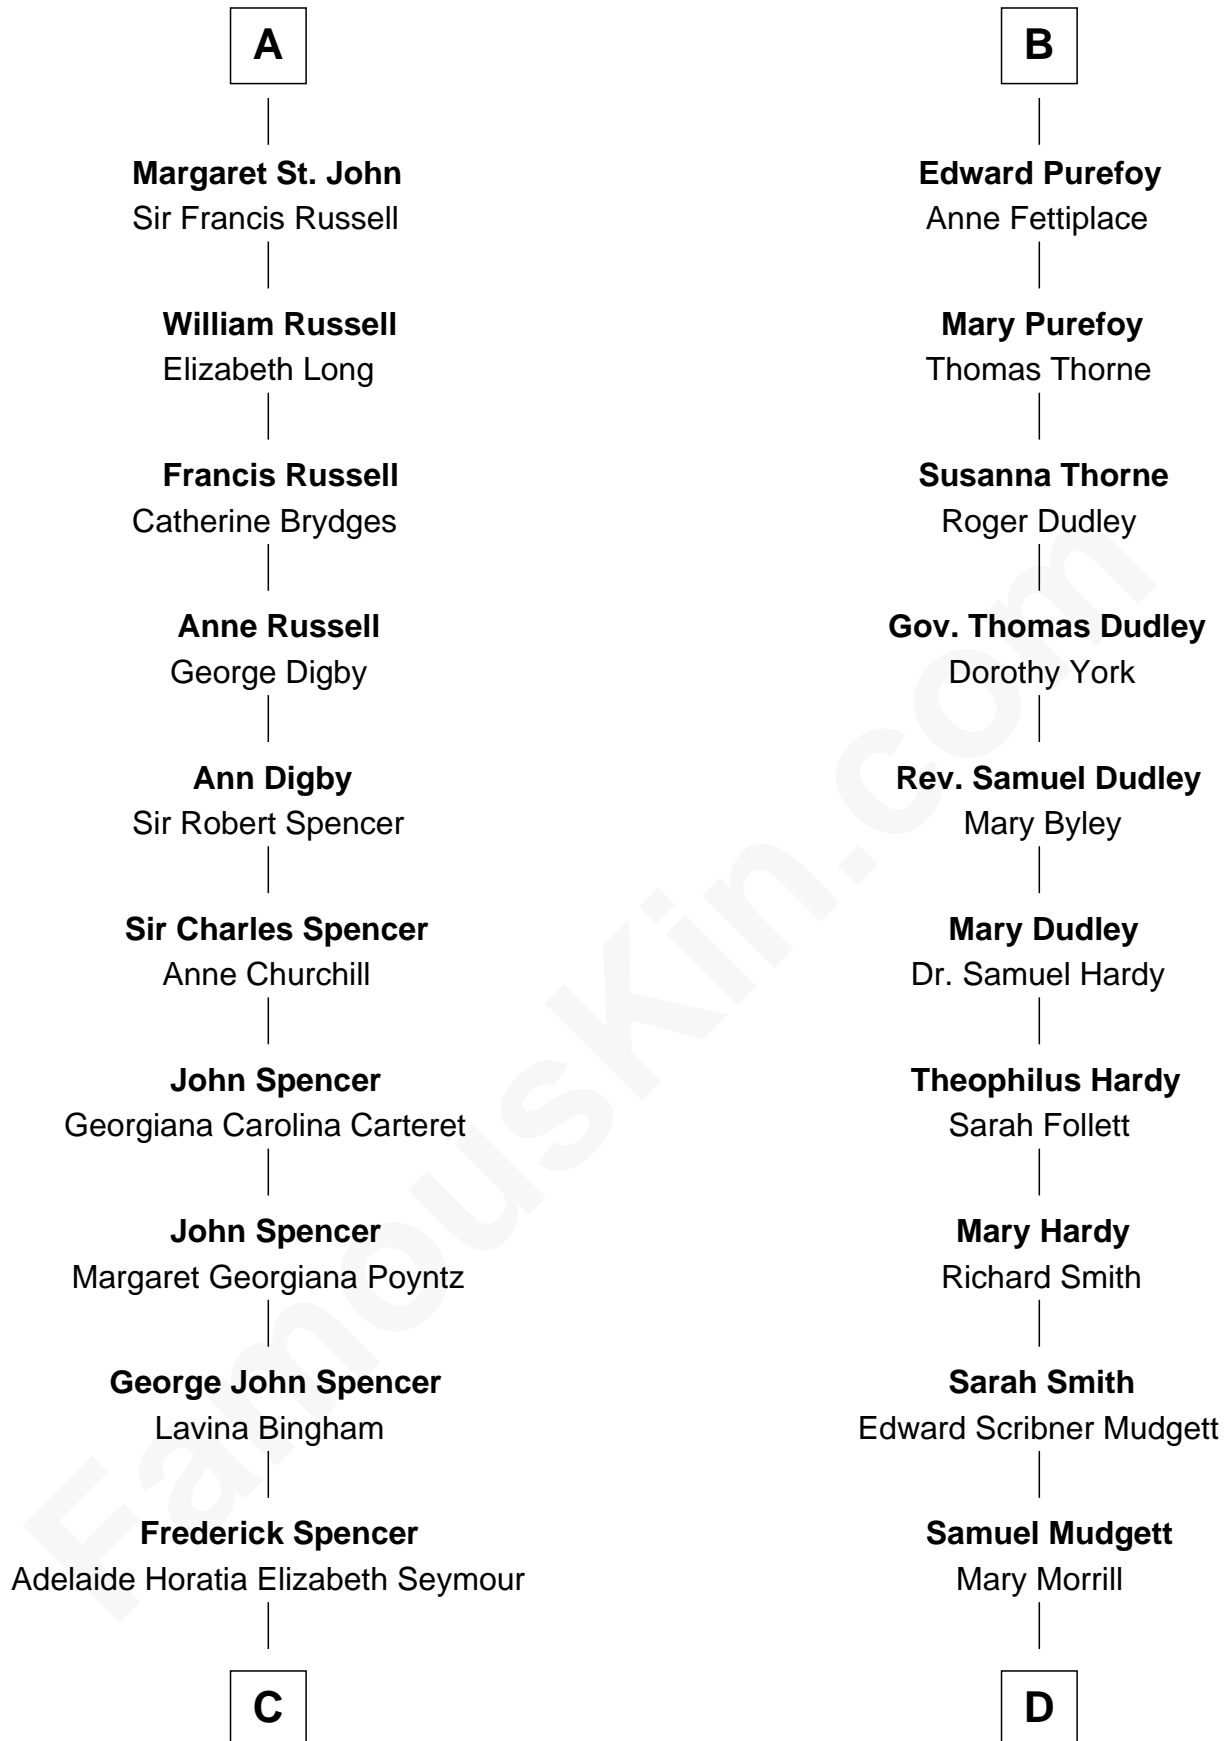 A
Margaret St. John
Sir Francis Russell
William Russell
Elizabeth Long
Francis Russell
Catherine Brydges
Anne Russell
George Digby
Ann Digby
Sir Robert Spencer
Sir Charles Spencer
Anne Churchill
John Spencer
Georgiana Carolina Carteret
John Spencer
Margaret Georgiana Poyntz
George John Spencer
Lavina Bingham
Frederick Spencer
Adelaide Horatia Elizabeth Seymour
C
B
Edward Purefoy
Anne Fettiplace
Mary Purefoy
Thomas Thorne
Susanna Thorne
Roger Dudley
Gov. Thomas Dudley
Dorothy York
Rev. Samuel Dudley
Mary Byley
Mary Dudley
Dr. Samuel Hardy
Theophilus Hardy
Sarah Follett
Mary Hardy
Richard Smith
Sarah Smith
Edward Scribner Mudgett
Samuel Mudgett
Mary Morrill
D
FamousKin.com